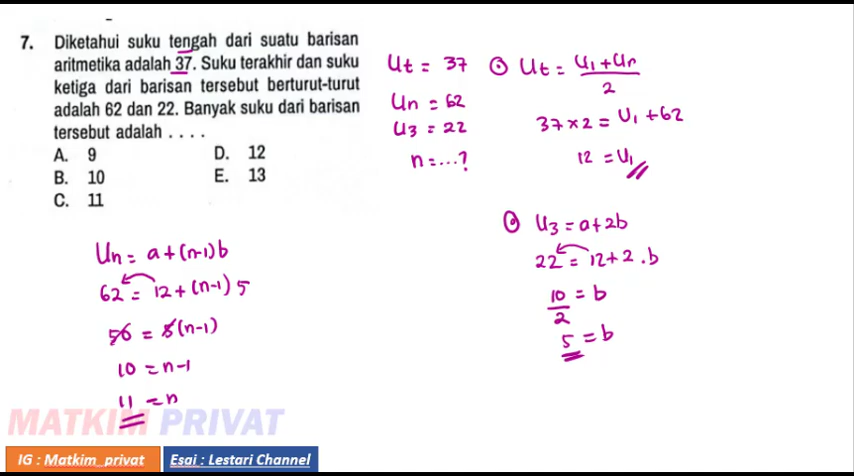 7. Diketahui suku tengah dari suatu barisan
aritmetika adalah 37. Suku terakhir dan suku
ketiga dari barisan tersebut berturut-turut
adalah 62 dan 22. Banyak suku dari barisan
tersebut adalah . . . .
A. 9
B. 10
C. 11
D. 12
E. 13
Ut = 37
Un = 62
U3 = 22
n = ...?
Ut = U1 + Un / 2
37 x 2 = U1 + 62
12 = U1
U3 = a + 2b
22 = 12 + 2 . b
10 / 2 = b
5 = b
Un = a + (n-1) b
62 = 12 + (n-1) 5
50 = 5 (n-1)
10 = n-1
11 = n
MATKIM PRIVAT
IG : Matkim_privat
Esai : Lestari Channel